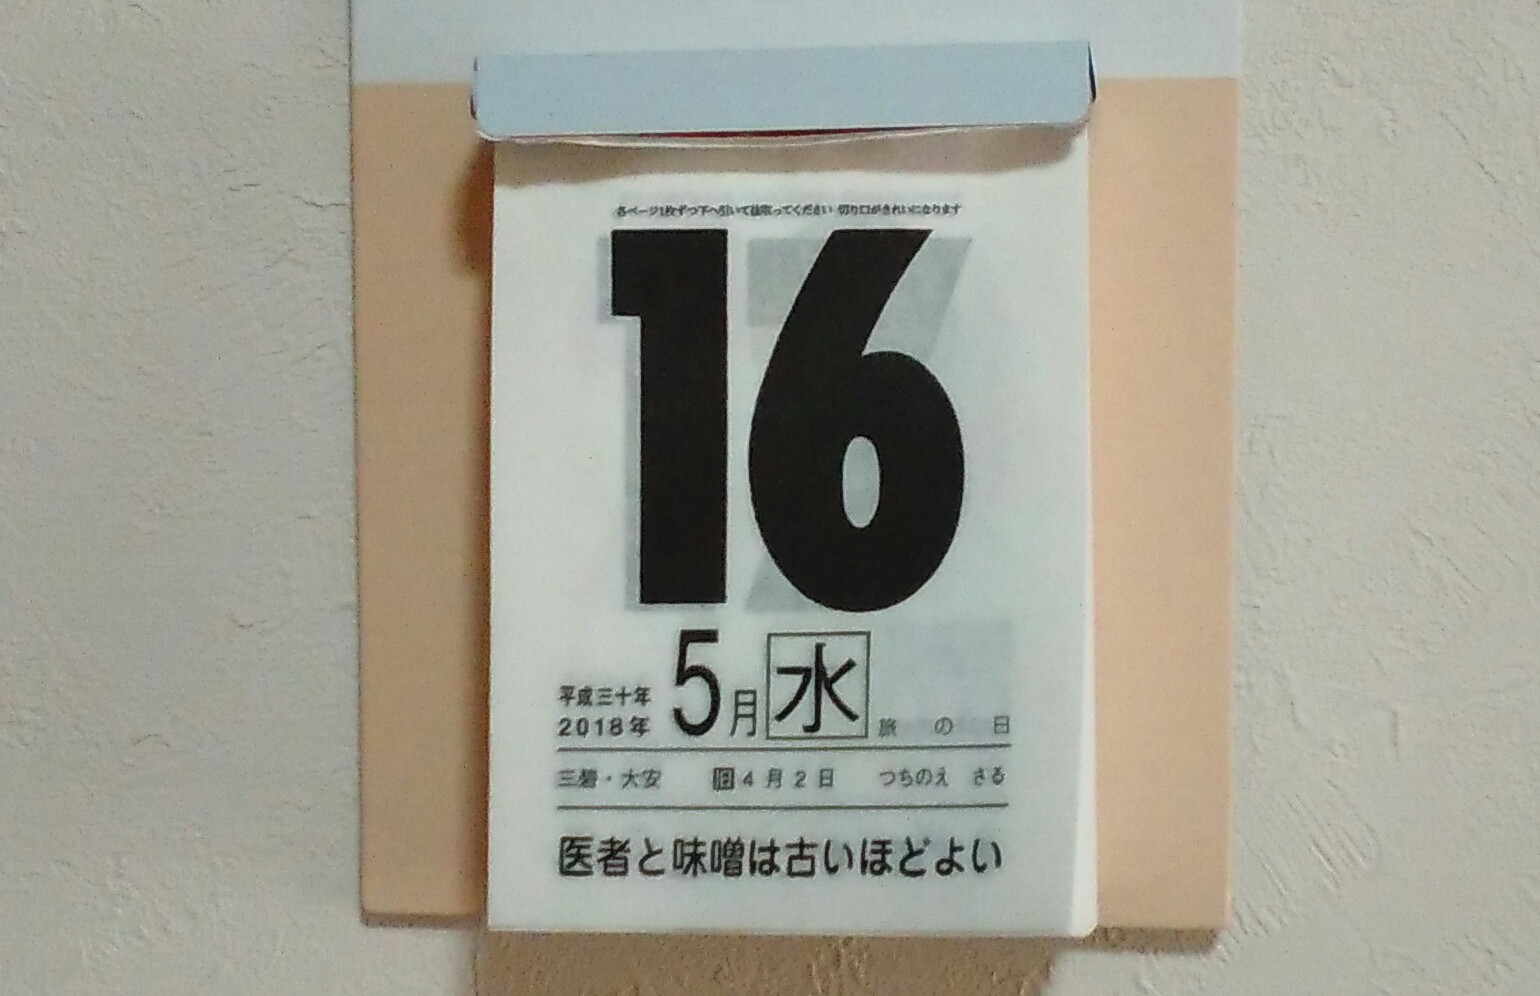 各ページ1枚ずつ下へ引いて抜取ってください 切り口がきれいになります
16
平成三十年
2018年
5月 水 旅の日
三碧・大安 旧4月2日 つちのえ さる
医者と味噌は古いほどよい